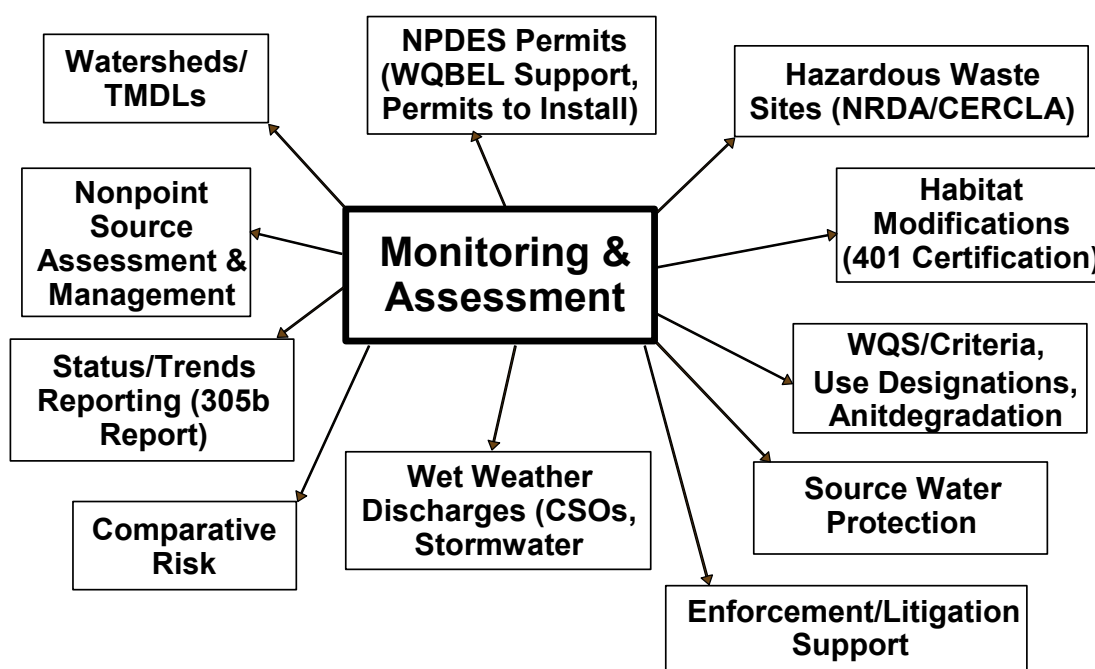 NPDES Permits
(WQBEL Support,
Permits to Install)
Watersheds/
TMDLs
Hazardous Waste
Sites (NRDA/CERCLA)
Nonpoint
Source
Assessment &
Management
Habitat
Modifications
(401 Certification)
Monitoring &
Assessment
Status/Trends
Reporting (305b
Report)
WQS/Criteria,
Use Designations,
Anitdegradation
Wet Weather
Discharges (CSOs,
Stormwater
Source Water
Protection
Comparative
Risk
Enforcement/Litigation
Support